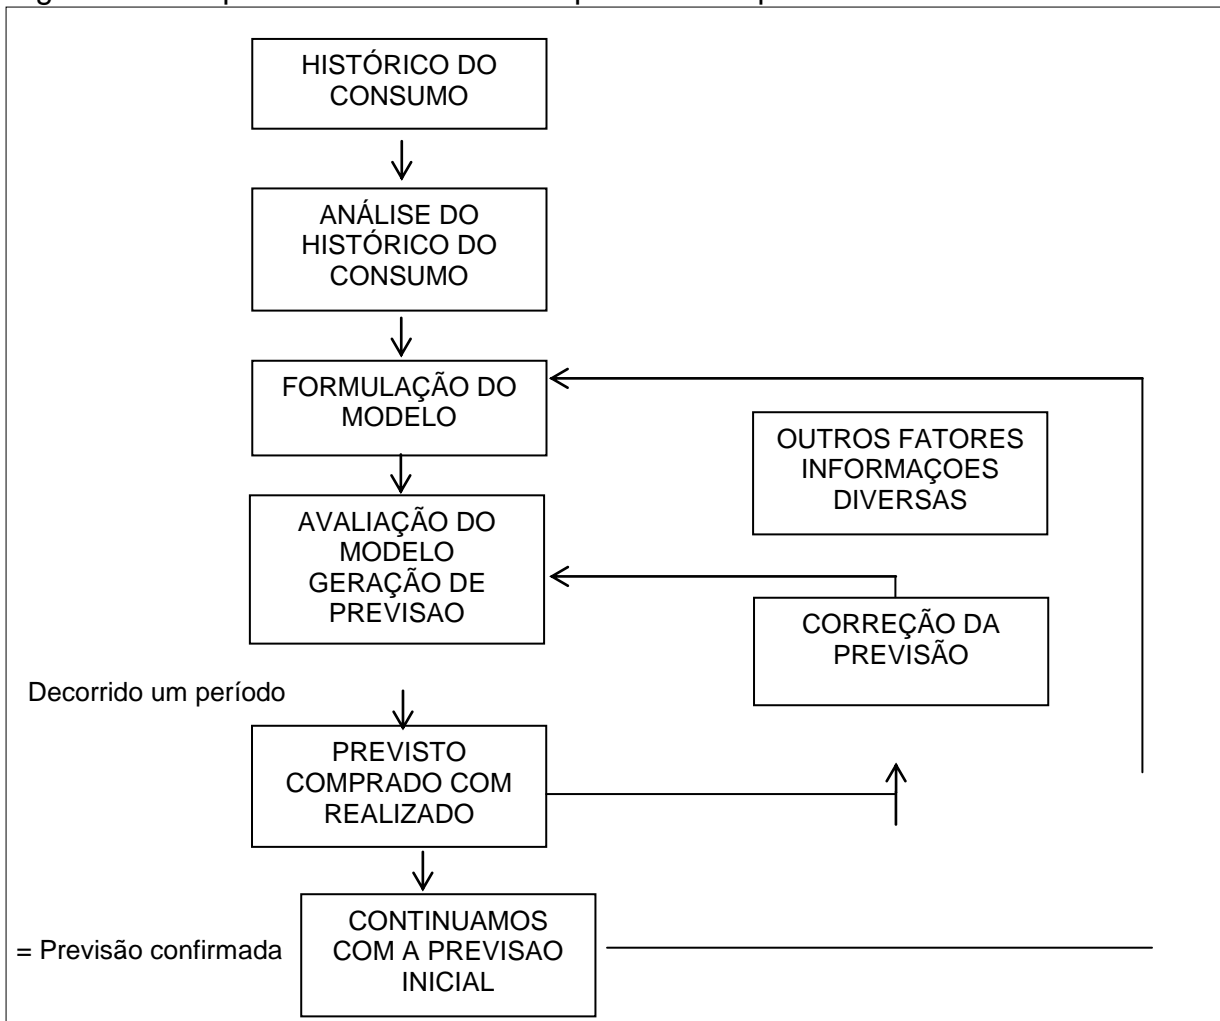 HISTÓRICO DO
CONSUMO
ANÁLISE DO
HISTÓRICO DO
CONSUMO
FORMULAÇÃO DO
MODELO
OUTROS FATORES
INFORMAÇOES
DIVERSAS
AVALIAÇÃO DO
MODELO
GERAÇÃO DE
PREVISAO
CORREÇÃO DA
PREVISÃO
Decorrido um período
PREVISTO
COMPRADO COM
REALIZADO
= Previsão confirmada
CONTINUAMOS
COM A PREVISAO
INICIAL